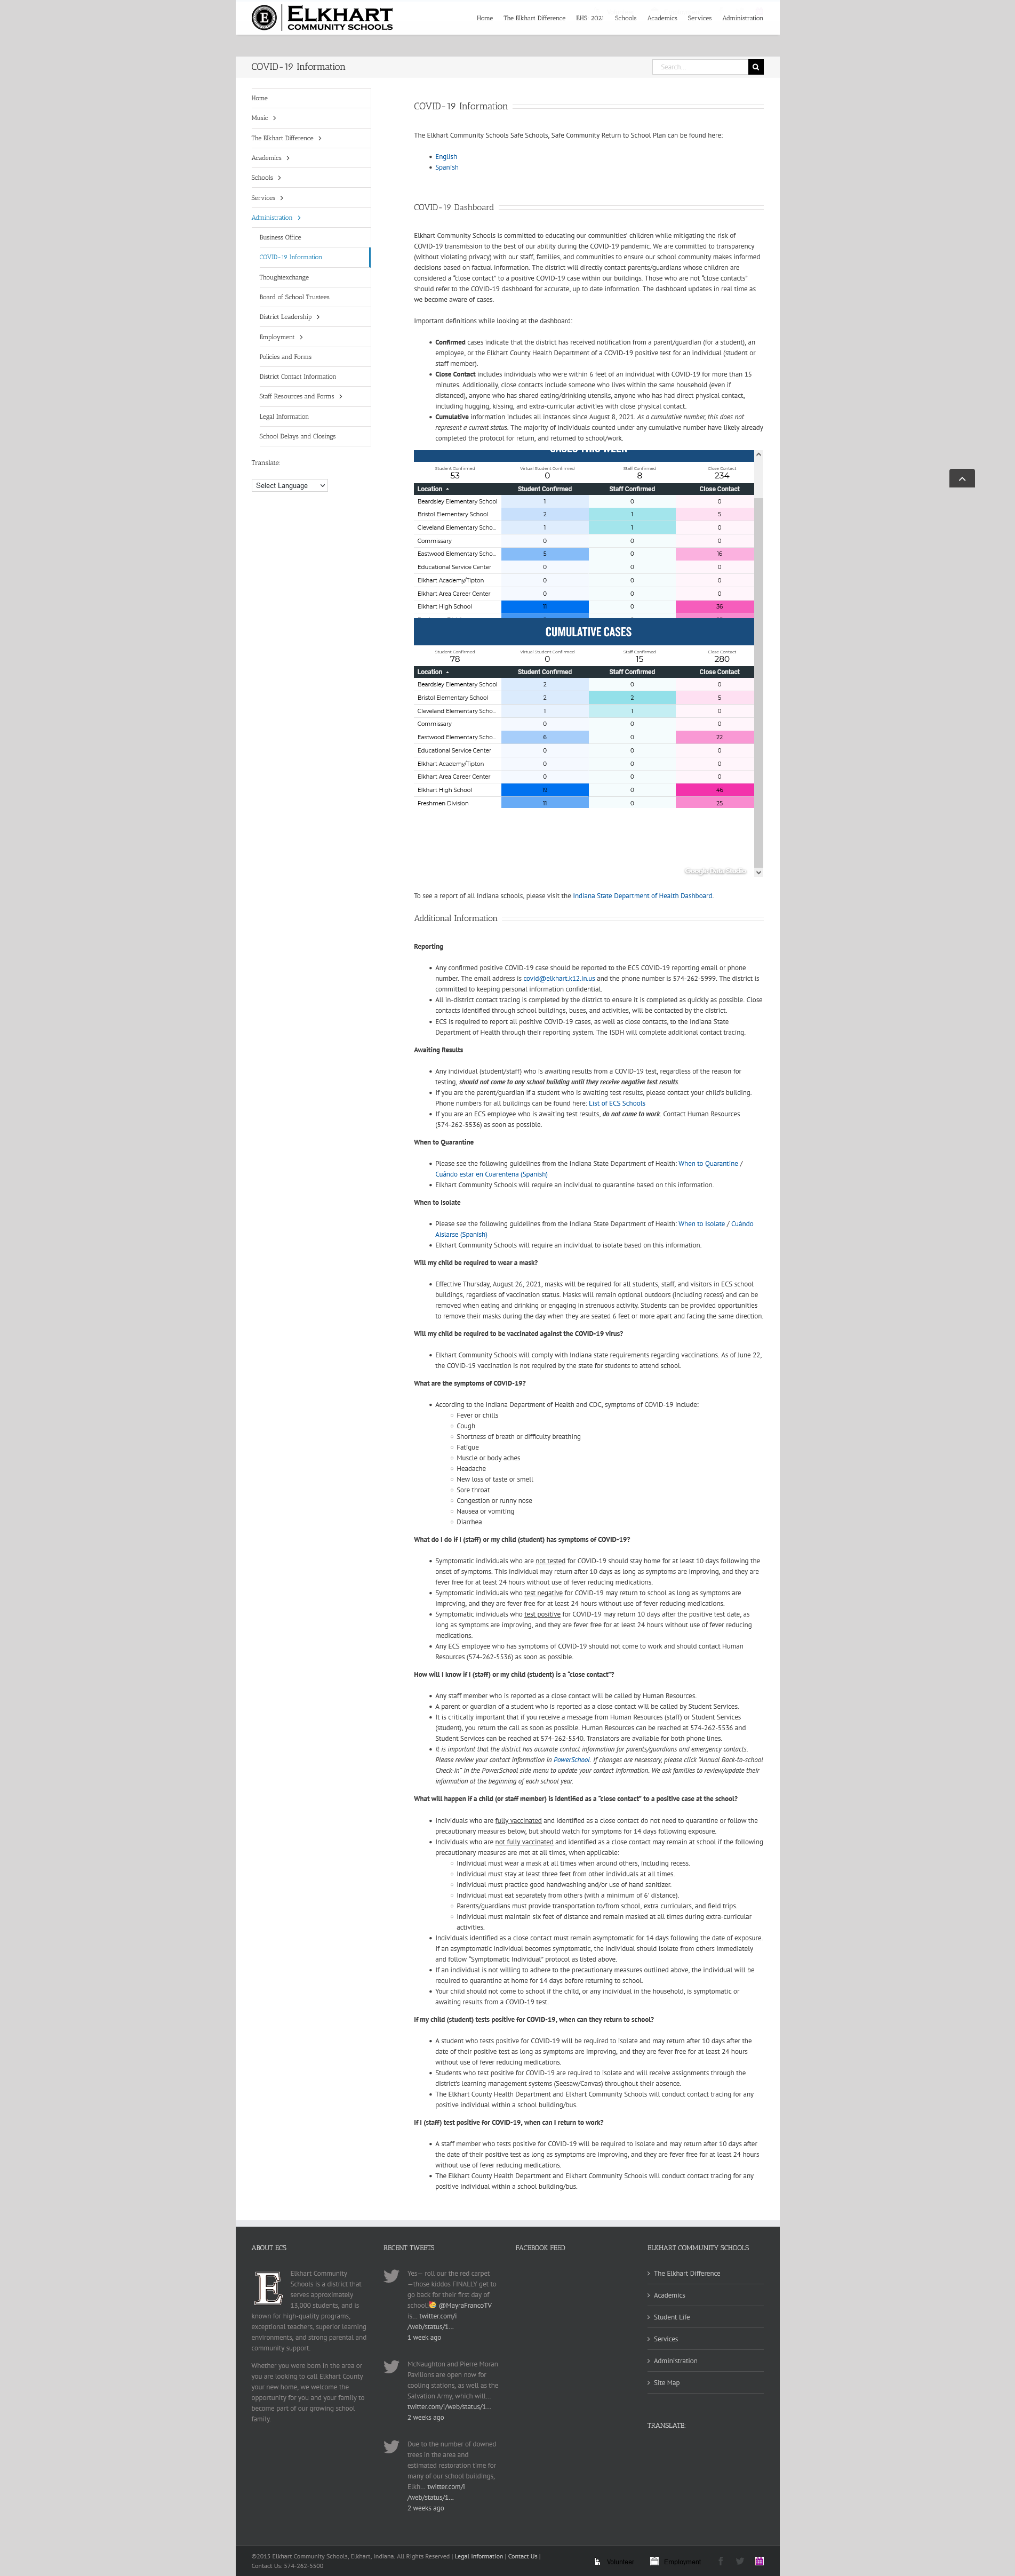 ELKHART
COMMUNITY SCHOOLS
Home The Elkhart Difference EHS: 2021 Schools Academics Services Administration
COVID-19 Information
Search...
Home
Music
The Elkhart Difference
Academics
Schools
Services
Administration
Business Office
COVID-19 Information
Thoughtexchange
Board of School Trustees
District Leadership
Employment
Policies and Forms
District Contact Information
Staff Resources and Forms
Legal Information
School Delays and Closings
Translate:
Select Language
COVID-19 Information
The Elkhart Community Schools Safe Schools, Safe Community Return to School Plan can be found here:
• English
• Spanish
COVID-19 Dashboard
Elkhart Community Schools is committed to educating our communities' children while mitigating the risk of
COVID-19 transmission to the best of our ability during the COVID-19 pandemic. We are committed to transparency
(without violating privacy) with our staff, families, and communities to ensure our school community makes informed
decisions based on factual information. The district will directly contact parents/guardians whose children are
considered a "close contact" to a positive COVID-19 case within our buildings. Those who are not "close contacts"
should refer to the COVID-19 dashboard for accurate, up to date information. The dashboard updates in real time as
we become aware of cases.
Important definitions while looking at the dashboard:
• Confirmed cases indicate that the district has received notification from a parent/guardian (for a student), an
employee, or the Elkhart County Health Department of a COVID-19 positive test for an individual (student or
staff member).
• Close Contact includes individuals who were within 6 feet of an individual with COVID-19 for more than 15
minutes. Additionally, close contacts include someone who lives within the same household (even if
distanced), anyone who has shared eating/drinking utensils, anyone who has had direct physical contact,
including hugging, kissing, and extra-curricular activities with close physical contact.
• Cumulative information includes all instances since August 8, 2021. As a cumulative number, this does not
represent a current status. The majority of individuals counted under any cumulative number have likely already
completed the protocol for return, and returned to school/work.
CASES THIS WEEK
Student Confirmed Virtual Student Confirmed Staff Confirmed Close Contact
53 0 8 234
Location Student Confirmed Staff Confirmed Close Contact
Beardsley Elementary School 1 0 0
Bristol Elementary School 2 1 5
Cleveland Elementary Scho... 1 1 0
Commissary 0 0 0
Eastwood Elementary Scho... 5 0 16
Educational Service Center 0 0 0
Elkhart Academy/Tipton 0 0 0
Elkhart Area Career Center 0 0 0
Elkhart High School 11 0 36
CUMULATIVE CASES
Student Confirmed Virtual Student Confirmed Staff Confirmed Close Contact
78 0 15 280
Location Student Confirmed Staff Confirmed Close Contact
Beardsley Elementary School 2 0 0
Bristol Elementary School 2 2 5
Cleveland Elementary Scho... 1 1 0
Commissary 0 0 0
Eastwood Elementary Scho... 6 0 22
Educational Service Center 0 0 0
Elkhart Academy/Tipton 0 0 0
Elkhart Area Career Center 0 0 0
Elkhart High School 18 0 46
Freshmen Division 11 0 25
Google Data Studio
To see a report of all Indiana schools, please visit the Indiana State Department of Health Dashboard.
Additional Information
Reporting
• Any confirmed positive COVID-19 case should be reported to the ECS COVID-19 reporting email or phone
number. The email address is covid@elkhart.k12.in.us and the phone number is 574-262-5999. The district is
committed to keeping personal information confidential.
• All in-district contact tracing is completed by the district to ensure it is completed as quickly as possible. Close
contacts identified through school buildings, buses, and activities, will be contacted by the district.
• ECS is required to report all positive COVID-19 cases, as well as close contacts, to the Indiana State
Department of Health through their reporting system. The ISDH will complete additional contact tracing.
Awaiting Results
• Any individual (student/staff) who is awaiting results from a COVID-19 test, regardless of the reason for
testing, should not come to any school building until they receive negative test results.
• If you are the parent/guardian if a student who is awaiting test results, please contact your child's building.
Phone numbers for all buildings can be found here: List of ECS Schools
• If you are an ECS employee who is awaiting test results, do not come to work. Contact Human Resources
(574-262-5536) as soon as possible.
When to Quarantine
• Please see the following guidelines from the Indiana State Department of Health: When to Quarantine /
Cuándo estar en Cuarentena (Spanish)
• Elkhart Community Schools will require an individual to quarantine based on this information.
When to Isolate
• Please see the following guidelines from the Indiana State Department of Health: When to Isolate / Cuándo
Aislarse (Spanish)
• Elkhart Community Schools will require an individual to isolate based on this information.
Will my child be required to wear a mask?
• Effective Thursday, August 26, 2021, masks will be required for all students, staff, and visitors in ECS school
buildings, regardless of vaccination status. Masks will remain optional outdoors (including recess) and can be
removed when eating and drinking or engaging in strenuous activity. Students can be provided opportunities
to remove their masks during the day when they are seated 6 feet or more apart and facing the same direction.
Will my child be required to be vaccinated against the COVID-19 virus?
• Elkhart Community Schools will comply with Indiana state requirements regarding vaccinations. As of June 22,
the COVID-19 vaccination is not required by the state for students to attend school.
What are the symptoms of COVID-19?
• According to the Indiana Department of Health and CDC, symptoms of COVID-19 include:
Fever or chills
Cough
Shortness of breath or difficulty breathing
Fatigue
Muscle or body aches
Headache
New loss of taste or smell
Sore throat
Congestion or runny nose
Nausea or vomiting
Diarrhea
What do I do if I (staff) or my child (student) has symptoms of COVID-19?
• Symptomatic individuals who are not tested for COVID-19 should stay home for at least 10 days following the
onset of symptoms. This individual may return after 10 days as long as symptoms are improving, and they are
fever free for at least 24 hours without use of fever reducing medications.
• Symptomatic individuals who test negative for COVID-19 may return to school as long as symptoms are
improving, and they are fever free for at least 24 hours without use of fever reducing medications.
• Symptomatic individuals who test positive for COVID-19 may return 10 days after the positive test date, as
long as symptoms are improving, and they are fever free for at least 24 hours without use of fever reducing
medications.
• Any ECS employee who has symptoms of COVID-19 should not come to work and should contact Human
Resources (574-262-5536) as soon as possible.
How will I know if I (staff) or my child (student) is a "close contact"?
• Any staff member who is reported as a close contact will be called by Human Resources.
• A parent or guardian of a student who is reported as a close contact will be called by Student Services.
• It is critically important that if you receive a message from Human Resources (staff) or Student Services
(student), you return the call as soon as possible. Human Resources can be reached at 574-262-5536 and
Student Services can be reached at 574-262-5540. Translators are available for both phone lines.
• It is important that the district has accurate contact information for parents/guardians and emergency contacts.
Please review your contact information in PowerSchool. If changes are necessary, please click "Annual Back-to-school
Check-in" in the PowerSchool side menu to update your contact information. We ask families to review/update their
information at the beginning of each school year.
What will happen if a child (or staff member) is identified as a "close contact" to a positive case at the school?
• Individuals who are fully vaccinated and identified as a close contact do not need to quarantine or follow the
precautionary measures below, but should watch for symptoms for 14 days following exposure.
• Individuals who are not fully vaccinated and identified as a close contact may remain at school if the following
precautionary measures are met at all times, when applicable:
Individual must wear a mask at all times when around others, including recess.
Individual must stay at least three feet from other individuals at all times.
Individual must practice good handwashing and/or use of hand sanitizer.
Individual must eat separately from others (with a minimum of 6' distance).
Parents/guardians must provide transportation to/from school, extra curriculars, and field trips.
Individual must maintain six feet of distance and remain masked at all times during extra-curricular
activities.
• Individuals identified as a close contact must remain asymptomatic for 14 days following the date of exposure.
If an asymptomatic individual becomes symptomatic, the individual should isolate from others immediately
and follow "Symptomatic Individual" protocol as listed above.
• If an individual is not willing to adhere to the precautionary measures outlined above, the individual will be
required to quarantine at home for 14 days before returning to school.
• Your child should not come to school if the child, or any individual in the household, is symptomatic or
awaiting results from a COVID-19 test.
If my child (student) tests positive for COVID-19, when can they return to school?
• A student who tests positive for COVID-19 will be required to isolate and may return after 10 days after the
date of their positive test as long as symptoms are improving, and they are fever free for at least 24 hours
without use of fever reducing medications.
• Students who test positive for COVID-19 are required to isolate and will receive assignments through the
district's learning management systems (Seesaw/Canvas) throughout their absence.
• The Elkhart County Health Department and Elkhart Community Schools will conduct contact tracing for any
positive individual within a school building/bus.
If I (staff) test positive for COVID-19, when can I return to work?
• A staff member who tests positive for COVID-19 will be required to isolate and may return after 10 days after
the date of their positive test as long as symptoms are improving, and they are fever free for at least 24 hours
without use of fever reducing medications.
• The Elkhart County Health Department and Elkhart Community Schools will conduct contact tracing for any
positive individual within a school building/bus.
ABOUT ECS
E
Elkhart Community
Schools is a district that
serves approximately
13,000 students, and is
known for high-quality programs,
exceptional teachers, superior learning
environments, and strong parental and
community support.
Whether you were born in the area or
you are looking to call Elkhart County
your new home, we welcome the
opportunity for you and your family to
become part of our growing school
family.
RECENT TWEETS
Yes— roll our the red carpet
—those kiddos FINALLY get to
go back for their first day of
school!🥳 @MayraFrancoTV
is... twitter.com/i
/web/status/1...
1 week ago
McNaughton and Pierre Moran
Pavilions are open now for
cooling stations, as well as the
Salvation Army, which will...
twitter.com/i/web/status/1...
2 weeks ago
Due to the number of downed
trees in the area and
estimated restoration time for
many of our school buildings,
Elkh... twitter.com/i
/web/status/1...
2 weeks ago
FACEBOOK FEED
ELKHART COMMUNITY SCHOOLS
The Elkhart Difference
Academics
Student Life
Services
Administration
Site Map
TRANSLATE:
©2015 Elkhart Community Schools, Elkhart, Indiana. All Rights Reserved | Legal Information | Contact Us |
Contact Us: 574-262-5500
Volunteer Employment